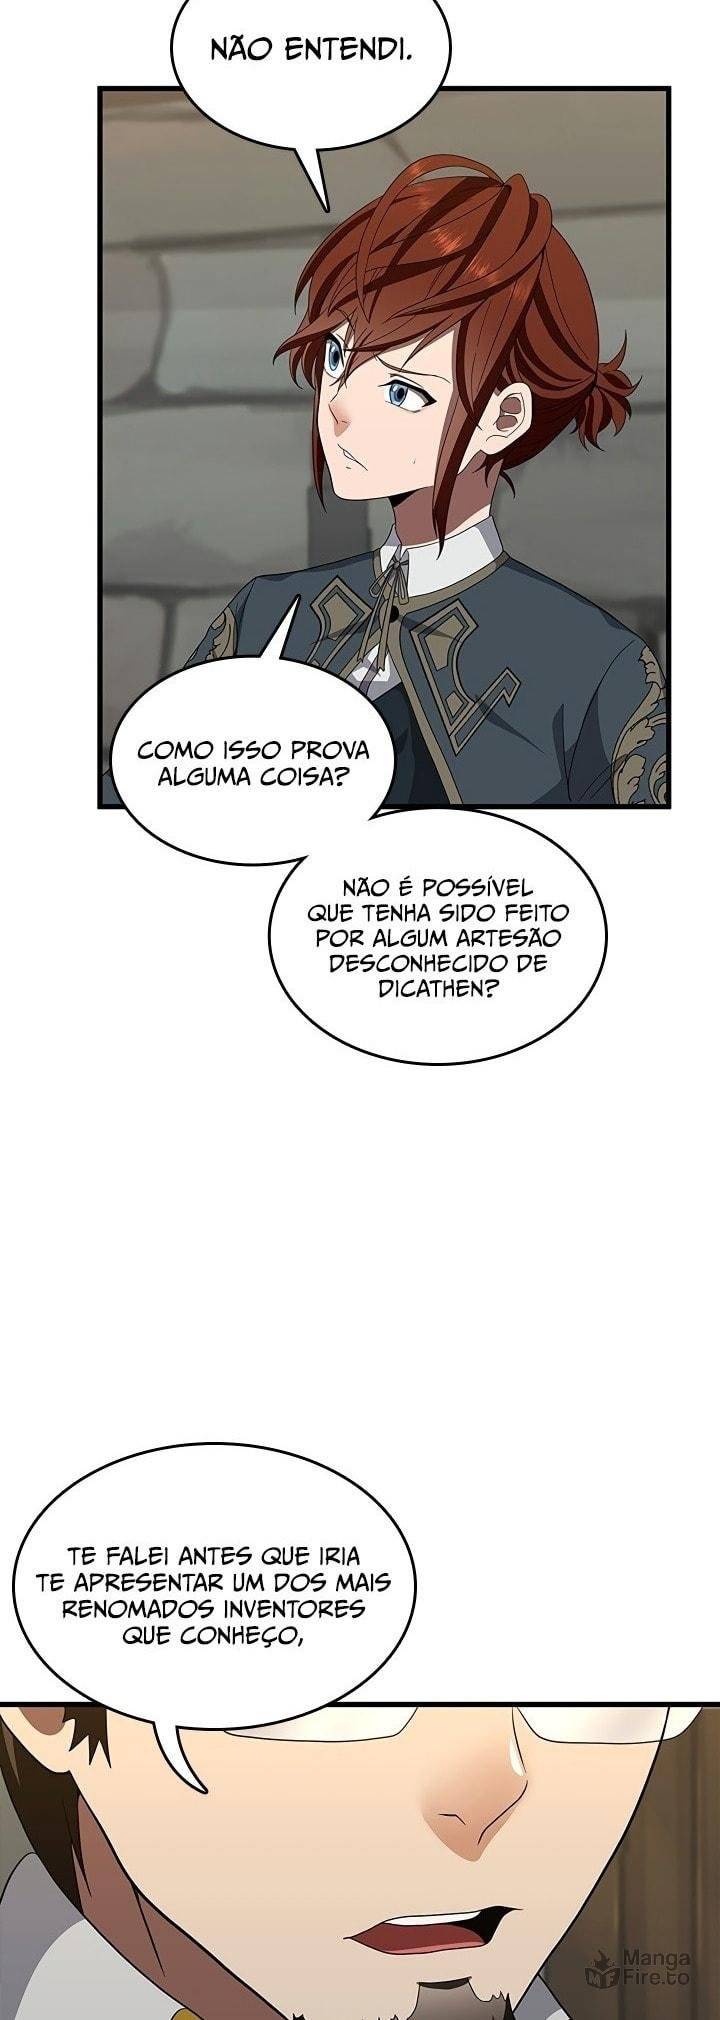 NÃO ENTENDI.
COMO ISSO PROVA
ALGUMA COISA?
NÃO É POSSÍVEL
QUE TENHA SIDO FEITO
POR ALGUM ARTESÃO
DESCONHECIDO DE
DICATHEN?
TE FALEI ANTES QUE IRIA
TE APRESENTAR UM DOS MAIS
RENOMADOS INVENTORES
QUE CONHEÇO,
Manga
MF Fire.to